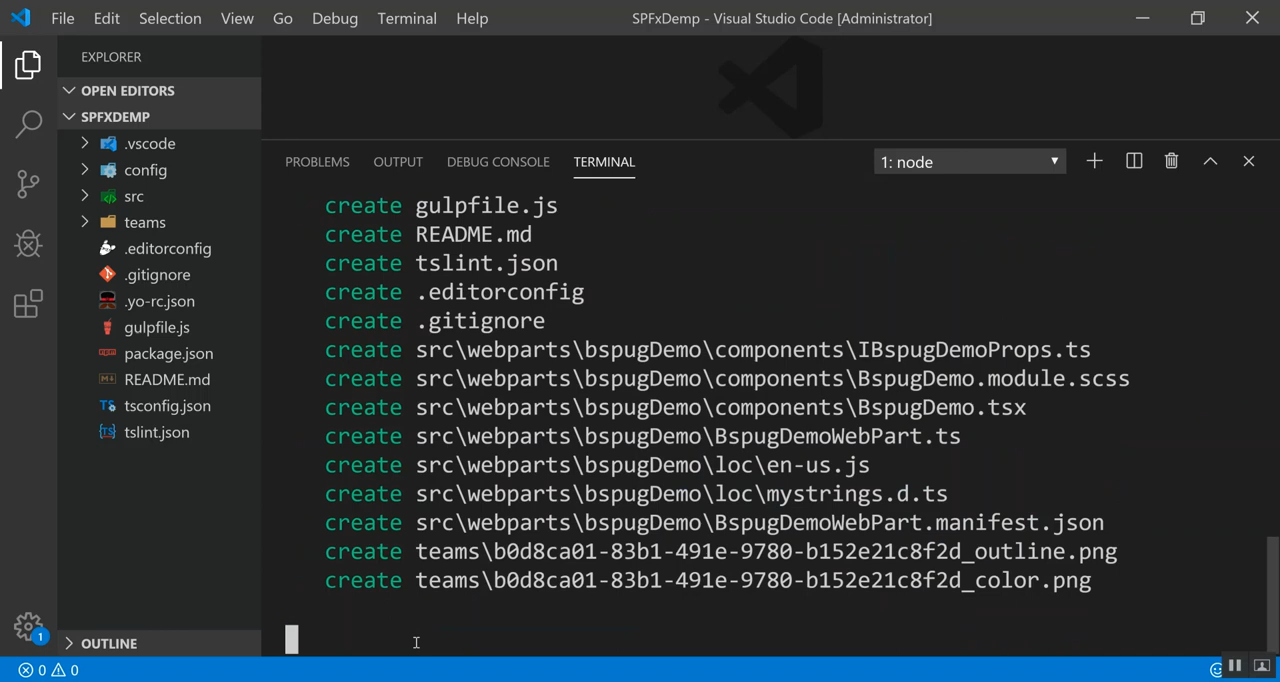 File Edit Selection View Go Debug Terminal Help SPFxDemp - Visual Studio Code [Administrator]
EXPLORER
OPEN EDITORS
SPFXDEMP
.vscode
config
src
teams
.editorconfig
.gitignore
.yo-rc.json
gulpfile.js
package.json
README.md
tsconfig.json
tslint.json
OUTLINE
PROBLEMS OUTPUT DEBUG CONSOLE TERMINAL 1: node
create gulpfile.js
create README.md
create tslint.json
create .editorconfig
create .gitignore
create src\webparts\bspugDemo\components\IBspugDemoProps.ts
create src\webparts\bspugDemo\components\BspugDemo.module.scss
create src\webparts\bspugDemo\components\BspugDemo.tsx
create src\webparts\bspugDemo\BspugDemoWebPart.ts
create src\webparts\bspugDemo\loc\en-us.js
create src\webparts\bspugDemo\loc\mystrings.d.ts
create src\webparts\bspugDemo\BspugDemoWebPart.manifest.json
create teams\b0d8ca01-83b1-491e-9780-b152e21c8f2d_outline.png
create teams\b0d8ca01-83b1-491e-9780-b152e21c8f2d_color.png
1
0 0